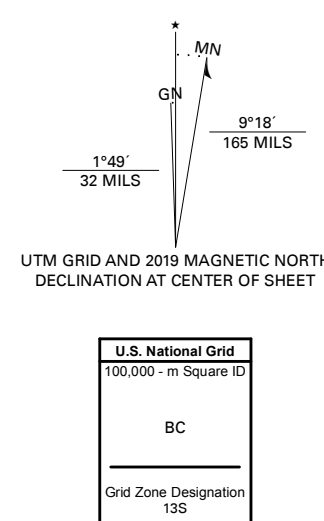 ★
MN
GN
9°18´
165 MILS
1°49´
32 MILS
UTM GRID AND 2019 MAGNETIC NORTH
DECLINATION AT CENTER OF SHEET
U.S. National Grid
100,000 - m Square ID
BC
Grid Zone Designation
13S